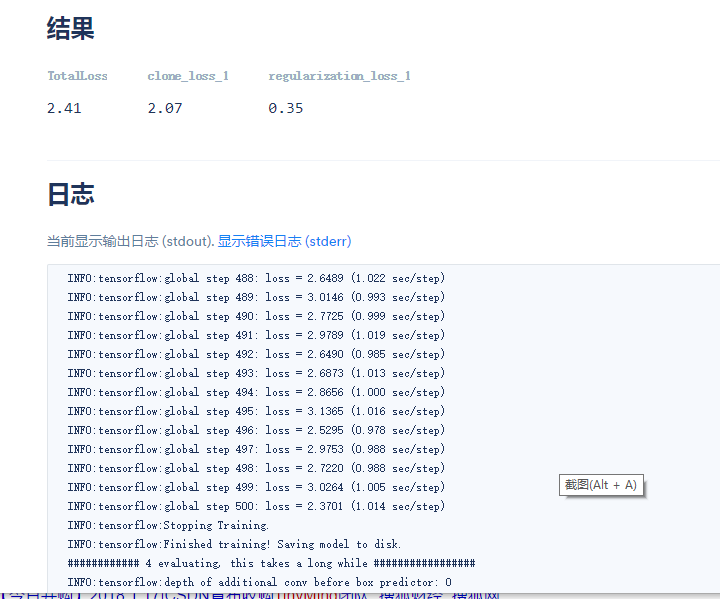 结果
TotalLoss clone_loss_1 regularization_loss_1
2.41 2.07 0.35
日志
当前显示输出日志 (stdout). 显示错误日志 (stderr)
INFO:tensorflow:global step 488: loss = 2.6489 (1.022 sec/step)
INFO:tensorflow:global step 489: loss = 3.0146 (0.993 sec/step)
INFO:tensorflow:global step 490: loss = 2.7725 (0.999 sec/step)
INFO:tensorflow:global step 491: loss = 2.9789 (1.019 sec/step)
INFO:tensorflow:global step 492: loss = 2.6490 (0.985 sec/step)
INFO:tensorflow:global step 493: loss = 2.6873 (1.013 sec/step)
INFO:tensorflow:global step 494: loss = 2.8656 (1.000 sec/step)
INFO:tensorflow:global step 495: loss = 3.1365 (1.016 sec/step)
INFO:tensorflow:global step 496: loss = 2.5295 (0.978 sec/step)
INFO:tensorflow:global step 497: loss = 2.9753 (0.988 sec/step)
INFO:tensorflow:global step 498: loss = 2.7220 (0.988 sec/step)
INFO:tensorflow:global step 499: loss = 3.0264 (1.005 sec/step)
截图(Alt + A)
INFO:tensorflow:global step 500: loss = 2.3701 (1.014 sec/step)
INFO:tensorflow:Stopping Training.
INFO:tensorflow:Finished training! Saving model to disk.
############ 4 evaluating, this takes a long while #################
INFO:tensorflow:depth of additional conv before box predictor: 0